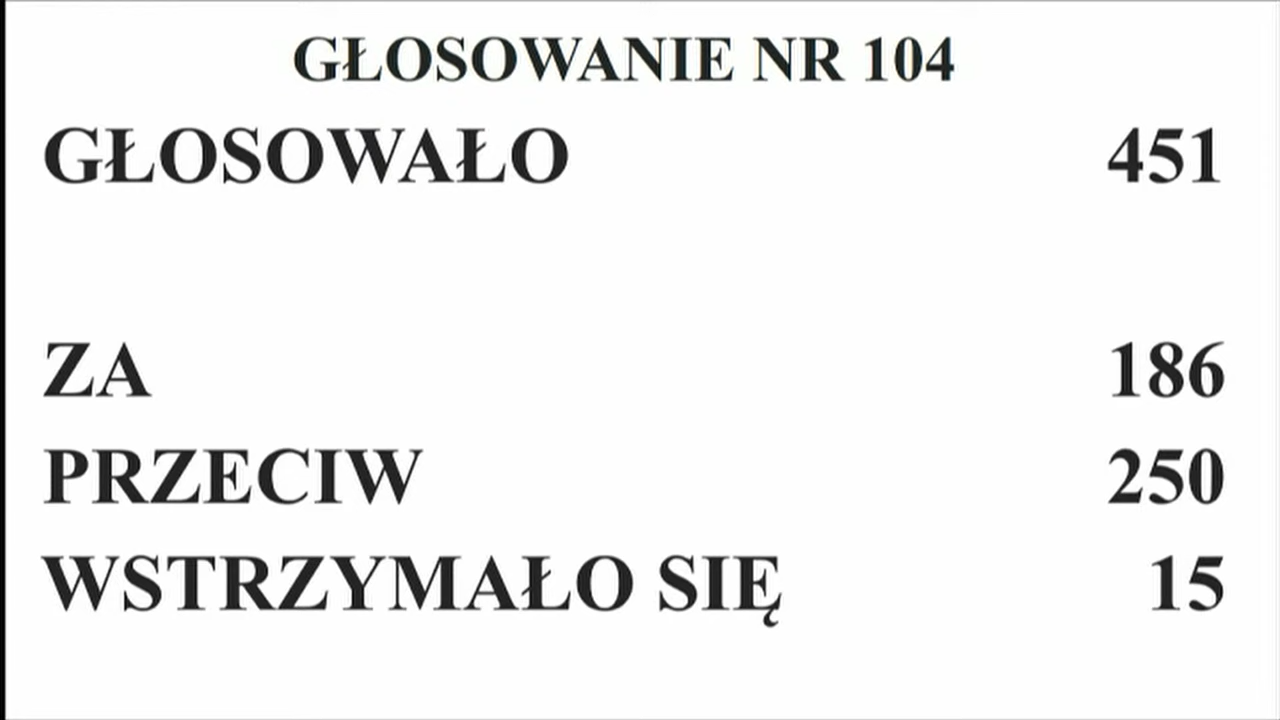 GŁOSOWANIE NR 104
GŁOSOWAŁO 451
ZA 186
PRZECIW 250
WSTRZYMAŁO SIĘ 15